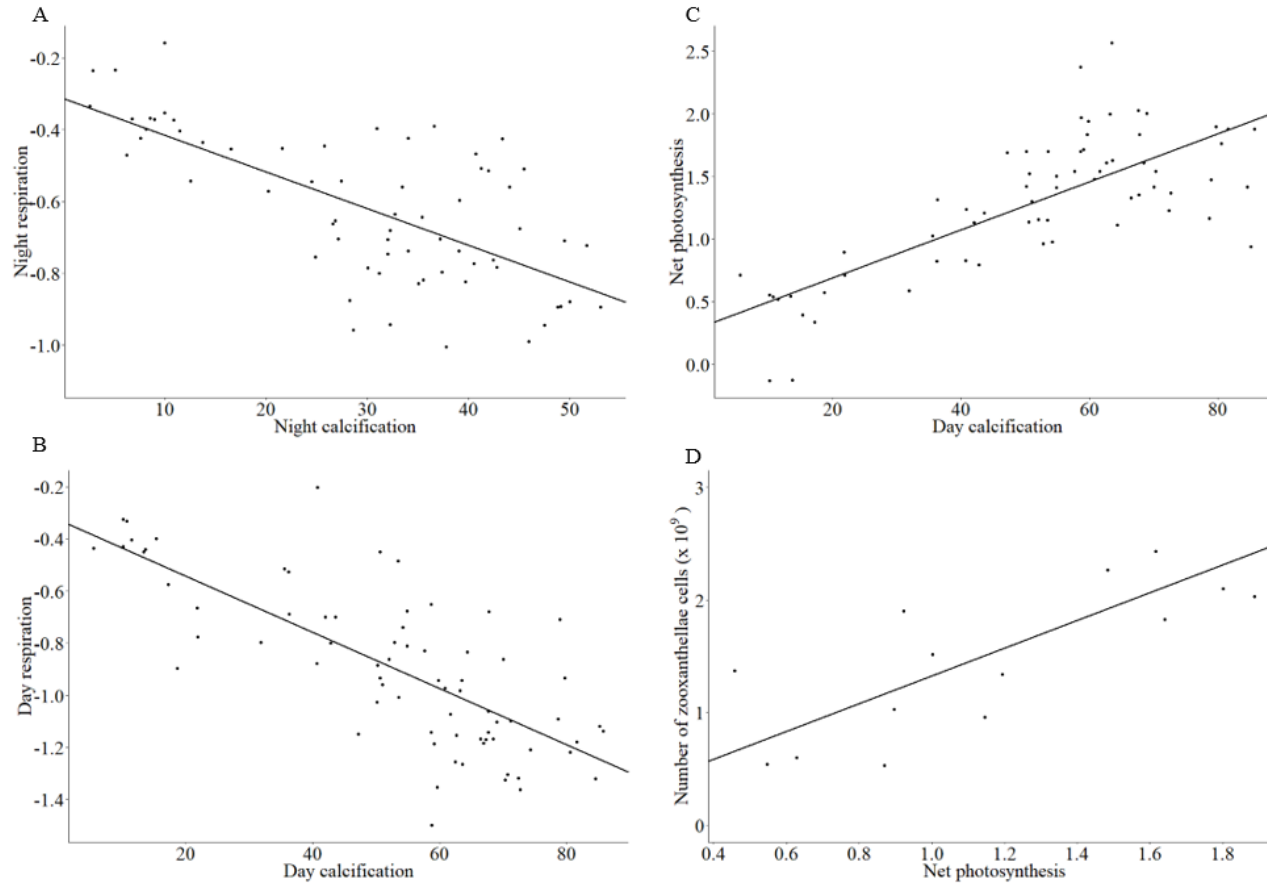 A
Night respiration
-0.2
-0.4
-0.6
-0.8
-1.0
10 20 30 40 50
Night calcification
C
Net photosynthesis
2.5
2.0
1.5
1.0
0.5
0.0
20 40 60 80
Day calcification
B
Day respiration
-0.2
-0.4
-0.6
-0.8
-1.0
-1.2
-1.4
20 40 60 80
Day calcification
D
Number of zooxanthellae cells (x 10⁹ )
3
2
1
0
0.4 0.6 0.8 1.0 1.2 1.4 1.6 1.8
Net photosynthesis